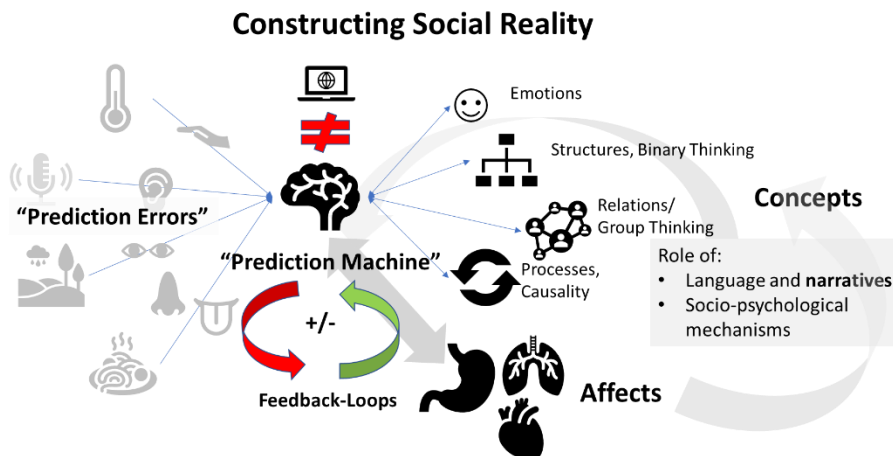 Constructing Social Reality
Emotions
Structures, Binary Thinking
“Prediction Errors”
Relations/
Group Thinking
Concepts
“Prediction Machine”
Processes,
Causality
Role of:
• Language and narratives
• Socio-psychological
mechanisms
+/-
Feedback-Loops
Affects